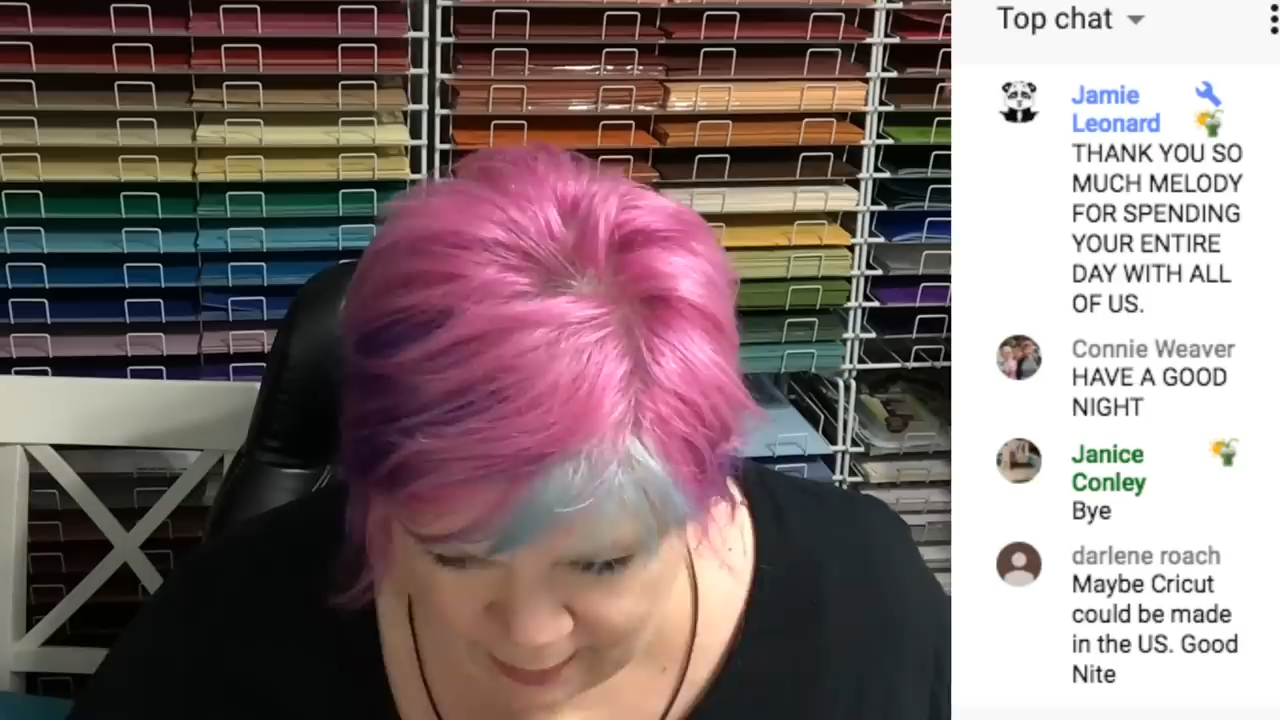 Top chat
Jamie
Leonard
THANK YOU SO
MUCH MELODY
FOR SPENDING
YOUR ENTIRE
DAY WITH ALL
OF US.
Connie Weaver
HAVE A GOOD
NIGHT
Janice
Conley
Bye
darlene roach
Maybe Cricut
could be made
in the US. Good
Nite